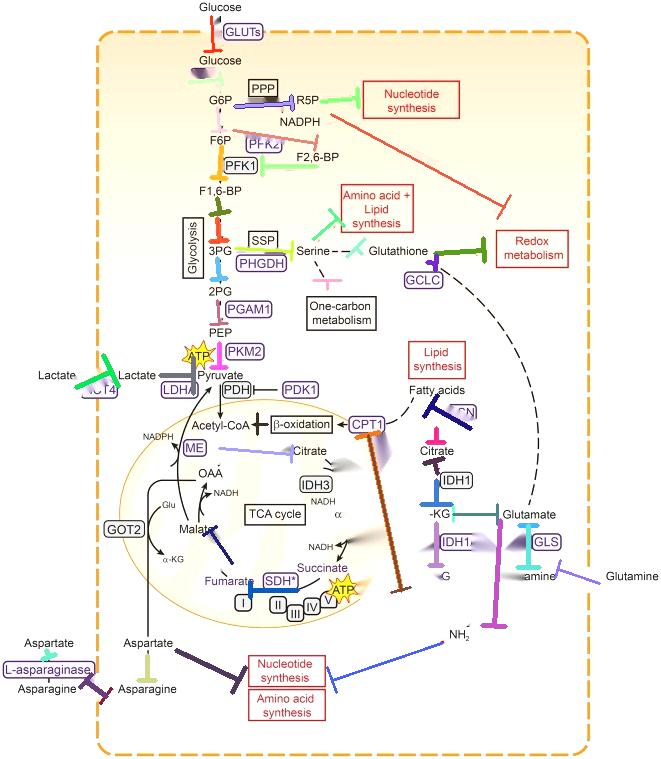 Glucose
GLUTs
Glucose
PPP
G6P
R5P
Nucleotide
synthesis
NADPH
F6P
PFK2
F2,6-BP
PFK1
F1,6-BP
Amino acid +
Lipid
synthesis
Glycolysis
3PG
SSP
Serine
Glutathione
Redox
metabolism
PHGDH
GCLC
2PG
One-carbon
metabolism
PGAM1
PEP
ATP
PKM2
Lipid
synthesis
Lactate
Lactate
Pyruvate
LDHA
PDH
PDK1
Fatty acids
Acetyl-CoA
β-oxidation
CPT1
NADPH
ME
Citrate
Citrate
OAA
IDH3
IDH1
NADH
NADH
Glu
TCA cycle
α
-KG
Glutamate
GOT2
Malate
NADH
IDH1
GLS
α-KG
Succinate
Fumarate
SDH*
ATP
G
amine
Glutamine
I
II
III
IV
V
NH2
Aspartate
Aspartate
L-asparaginase
Nucleotide
synthesis
Asparagine
Asparagine
Amino acid
synthesis